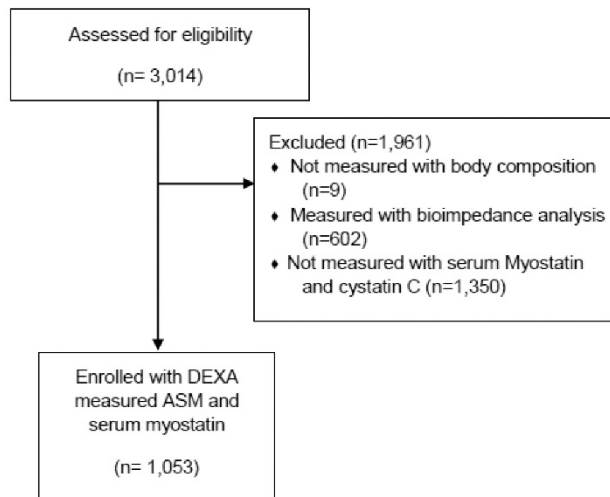 Assessed for eligibility
(n= 3,014)
Excluded (n=1,961)
♦ Not measured with body composition
(n=9)
♦ Measured with bioimpedance analysis
(n=602)
♦ Not measured with serum Myostatin
and cystatin C (n=1,350)
Enrolled with DEXA
measured ASM and
serum myostatin
(n= 1,053)